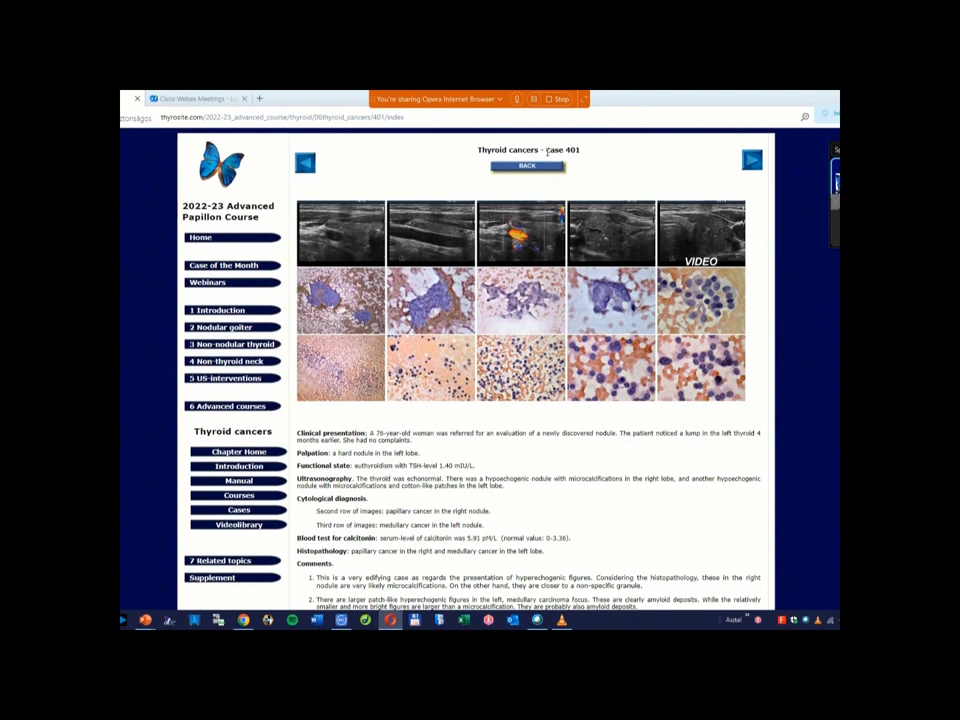 Cisco Webex Meetings - L
You're sharing Opera Internet Browser
Stop
ztonságos
thyrosite.com/2022-23_advanced_course/thyroid/06thyroid_cancers/401/index
Thyroid cancers - case 401
BACK
2022-23 Advanced
Papillon Course
Home
Case of the Month
Webinars
1 Introduction
2 Nodular goiter
3 Non-nodular thyroid
4 Non-thyroid neck
5 US-interventions
6 Advanced courses
Thyroid cancers
Chapter Home
Introduction
Manual
Courses
Cases
Videolibrary
7 Related topics
Supplement
VIDEO
Clinical presentation: A 76-year-old woman was referred for an evaluation of a newly discovered nodule. The patient noticed a lump in the left thyroid 4
months earlier. She had no complaints.
Palpation: a hard nodule in the left lobe.
Functional state: euthyroidism with TSH-level 1.40 mIU/L.
Ultrasonography. The thyroid was echonormal. There was a hypoechogenic nodule with microcalcifications in the right lobe, and another hypoechogenic
nodule with microcalcifications and cotton-like patches in the left lobe.
Cytological diagnosis.
Second row of images: papillary cancer in the right nodule.
Third row of images: medullary cancer in the left nodule.
Blood test for calcitonin: serum-level of calcitonin was 5.91 pM/L (normal value: 0-3.36).
Histopathology: papillary cancer in the right and medullary cancer in the left lobe.
Comments.
1. This is a very edifying case as regards the presentation of hyperechogenic figures. Considering the histopathology, these in the right
nodule are very likely microcalcifications. On the other hand, they are closer to a non-specific granule.
2. There are larger patch-like hyperechogenic figures in the left, medullary carcinoma focus. These are clearly amyloid deposits. While the relatively
smaller and more bright figures are larger than a microcalcification. They are probably also amyloid deposits.
Asztal